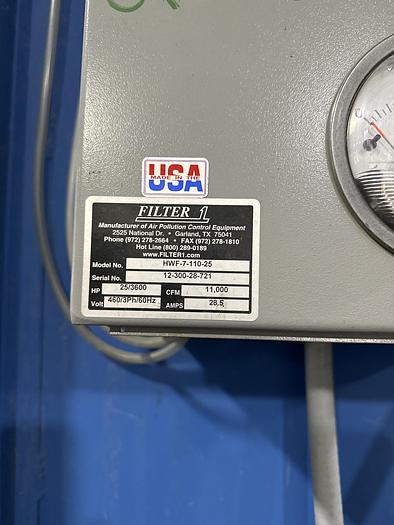 MADE IN THE
USA
FILTER 1
Manufacturer of Air Pollution Control Equipment
2525 National Dr. • Garland, TX 75041
Phone (972) 278-2664 • FAX (972) 278-1810
Hot Line (800) 289-0189
www.FILTER1.com
Model No. HWF-7-110-25
Serial No. 12-300-28-721
HP 25/3600 CFM 11,000
Volt 460/3Ph/60Hz AMPS 28.5